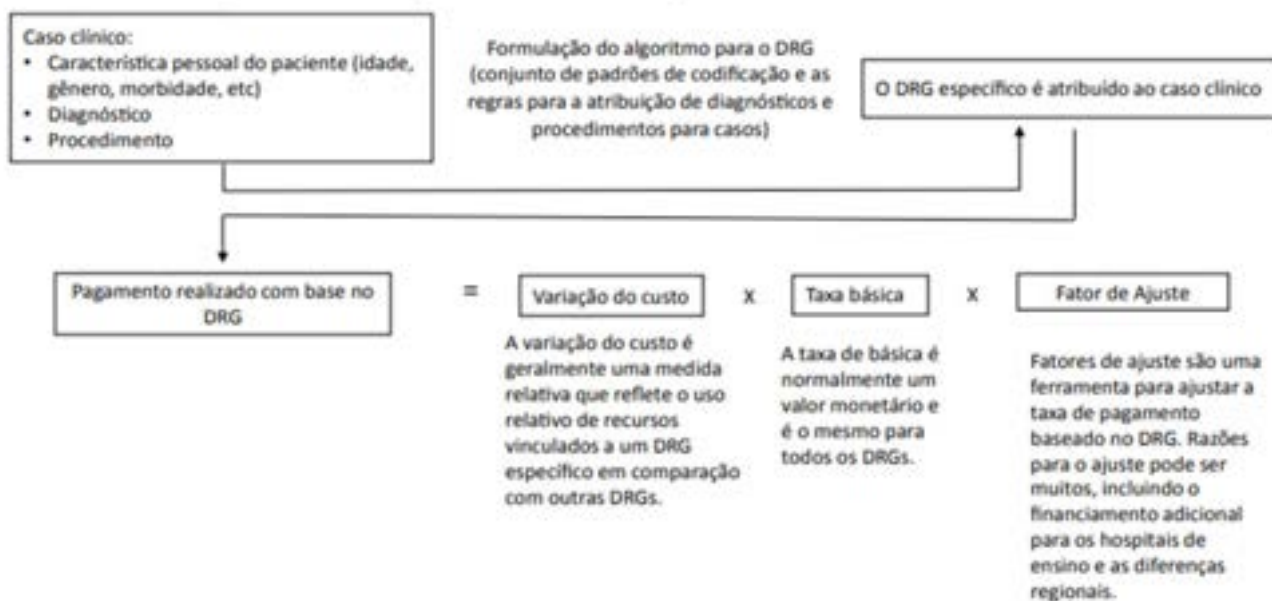 Caso clínico:
• Característica pessoal do paciente (idade,
gênero, morbidade, etc)
• Diagnóstico
• Procedimento
Formulação do algoritmo para o DRG
(conjunto de padrões de codificação e as
regras para a atribuição de diagnósticos e
procedimentos para casos)
O DRG específico é atribuído ao caso clínico
Pagamento realizado com base no
DRG
=
Variação do custo
x
Taxa básica
x
Fator de Ajuste
A variação do custo é
geralmente uma medida
relativa que reflete o uso
relativo de recursos
vinculados a um DRG
específico em comparação
com outras DRGs.
A taxa de básica é
normalmente um
valor monetário e
é o mesmo para
todos os DRGs.
Fatores de ajuste são uma
ferramenta para ajustar a
taxa de pagamento
baseado no DRG. Razões
para o ajuste pode ser
muitos, incluindo o
financiamento adicional
para os hospitais de
ensino e as diferenças
regionais.